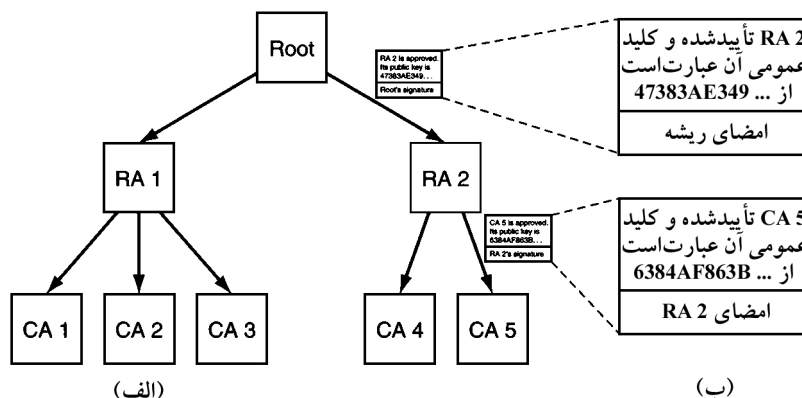 Root
RA 2 is approved.
Its public key is
47383AE349. . .
Root's signature
RA 2 تأییدشده و کلید
عمومی آن عبارت‌است
از ... 47383AE349
امضای ریشه
RA 1
RA 2
CA 5 is approved.
Its public key is
6384AF863B. . .
RA 2's signature
CA 5 تأییدشده و کلید
عمومی آن عبارت‌است
از ... 6384AF863B
امضای RA 2
CA 1
CA 2
CA 3
CA 4
CA 5
(الف)
(ب)